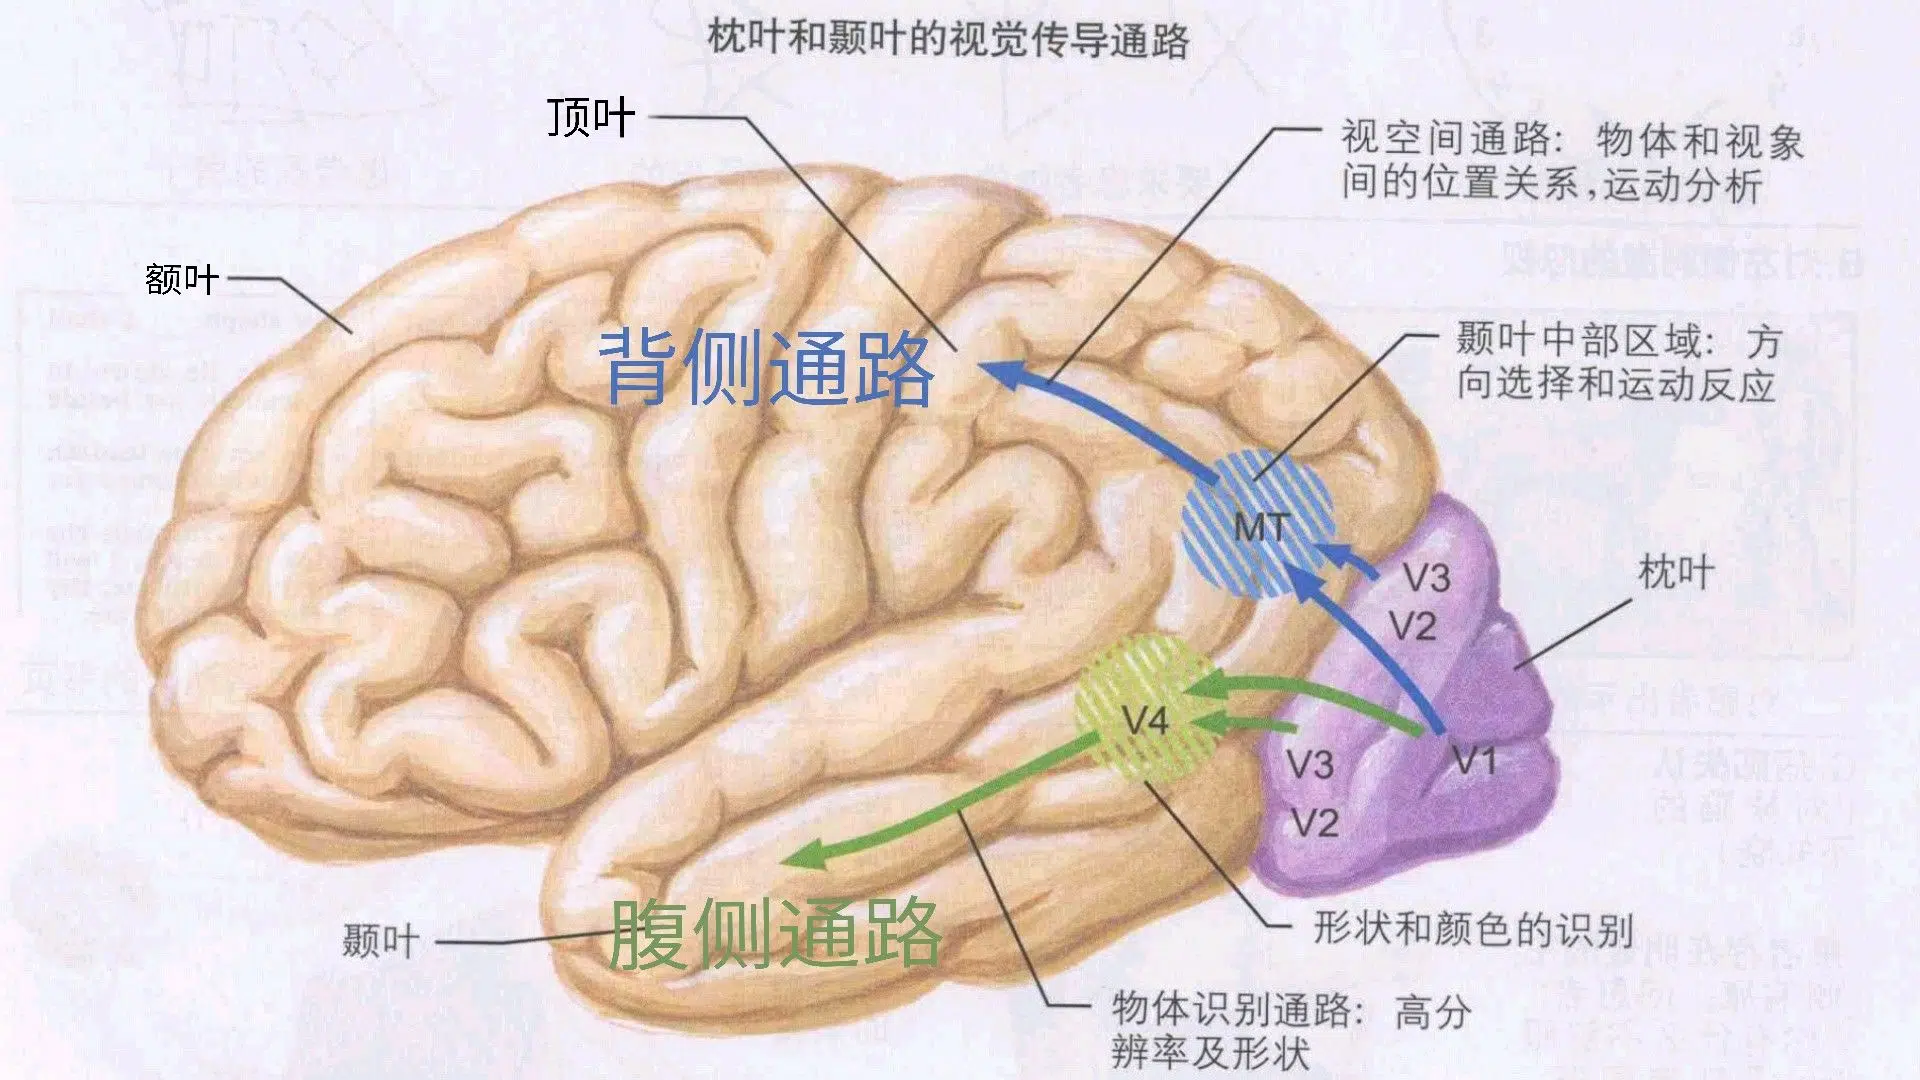 枕叶和颞叶的视觉传导通路
顶叶
视空间通路：物体和视象
间的位置关系，运动分析
额叶
背侧通路
颞叶中部区域：方
向选择和运动反应
MT
V3
V2
枕叶
V4
V1
V3
V2
腹侧通路
颞叶
形状和颜色的识别
物体识别通路：高分
辨率及形状